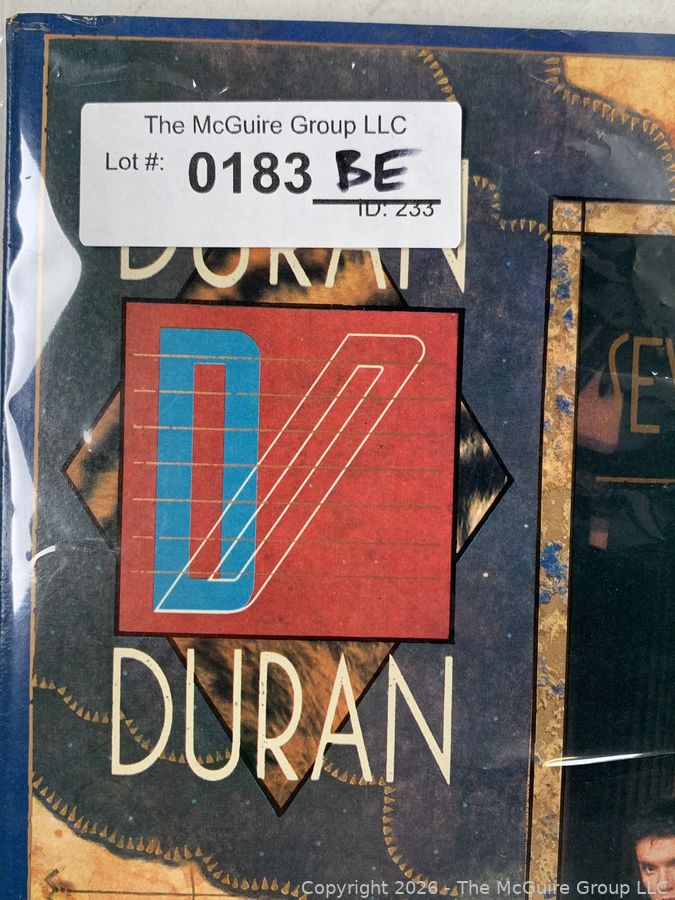 The McGuire Group LLC
Lot #: 0183 BE
ID: 233
DURAN
DURAN
Copyright 2026 - The McGuire Group LLC